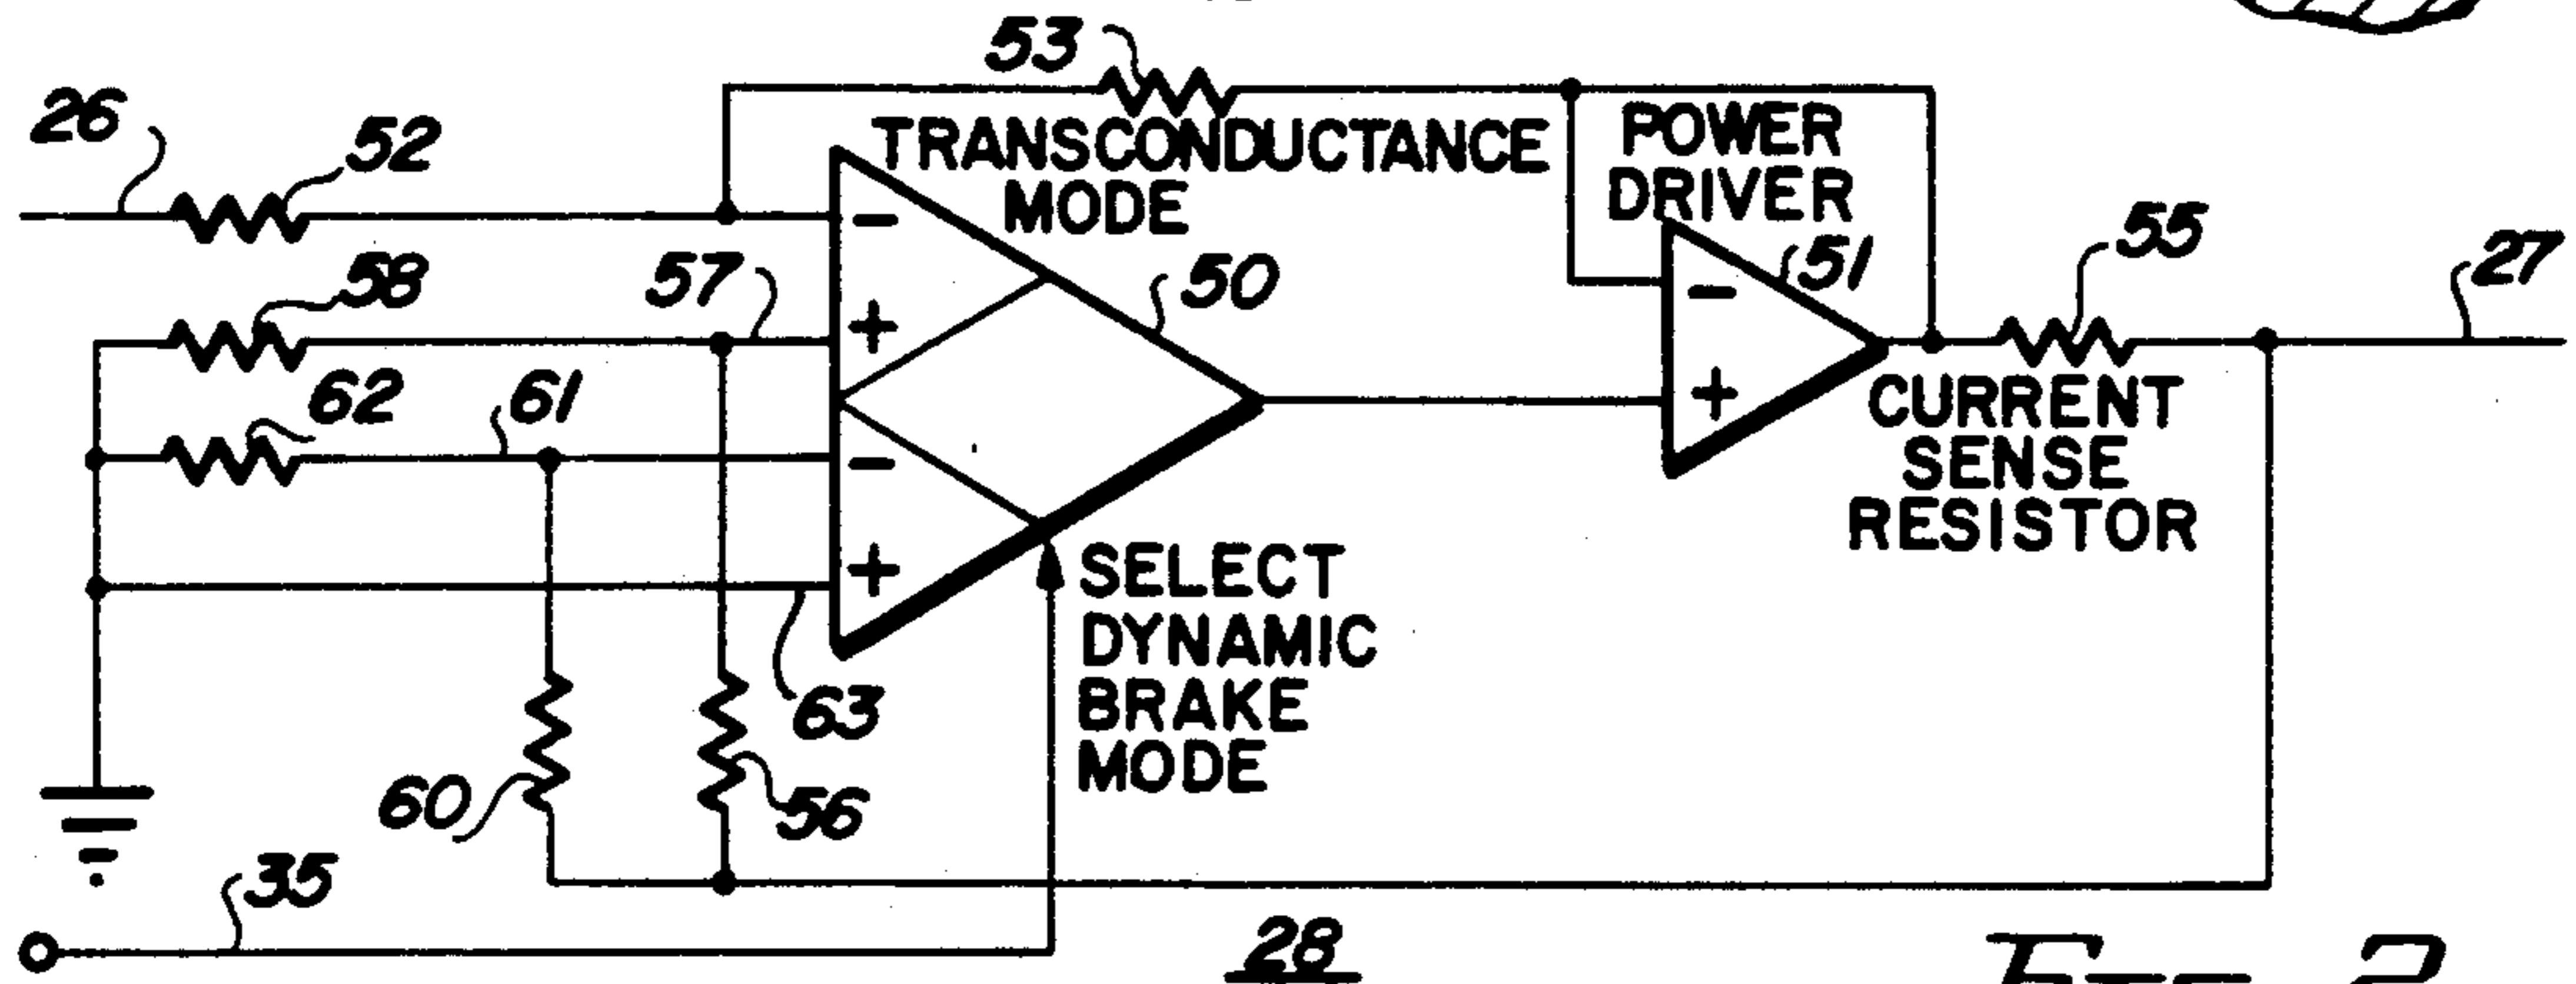 53
26
52
TRANSCONDUCTANCE
MODE
POWER
DRIVER
58
57
50
51
55
27
-
+
-
+
62
61
-
+
CURRENT
SENSE
RESISTOR
SELECT
DYNAMIC
BRAKE
MODE
63
60
56
35
28